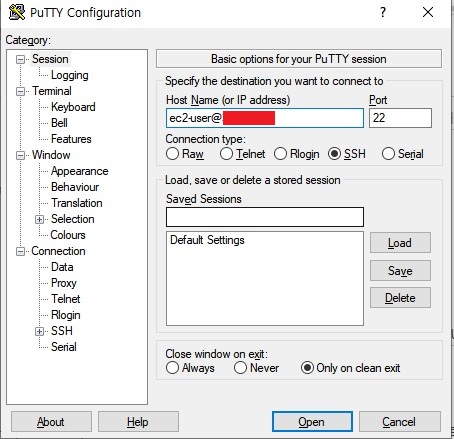 PuTTY Configuration
Category:
Session
Logging
Terminal
Keyboard
Bell
Features
Window
Appearance
Behaviour
Translation
Selection
Colours
Connection
Data
Proxy
Telnet
Rlogin
SSH
Serial
Basic options for your PuTTY session
Specify the destination you want to connect to
Host Name (or IP address) Port
ec2-user@ 22
Connection type:
Raw Telnet Rlogin SSH Serial
Load, save or delete a stored session
Saved Sessions
Default Settings
Load
Save
Delete
Close window on exit:
Always Never Only on clean exit
About Help Open Cancel